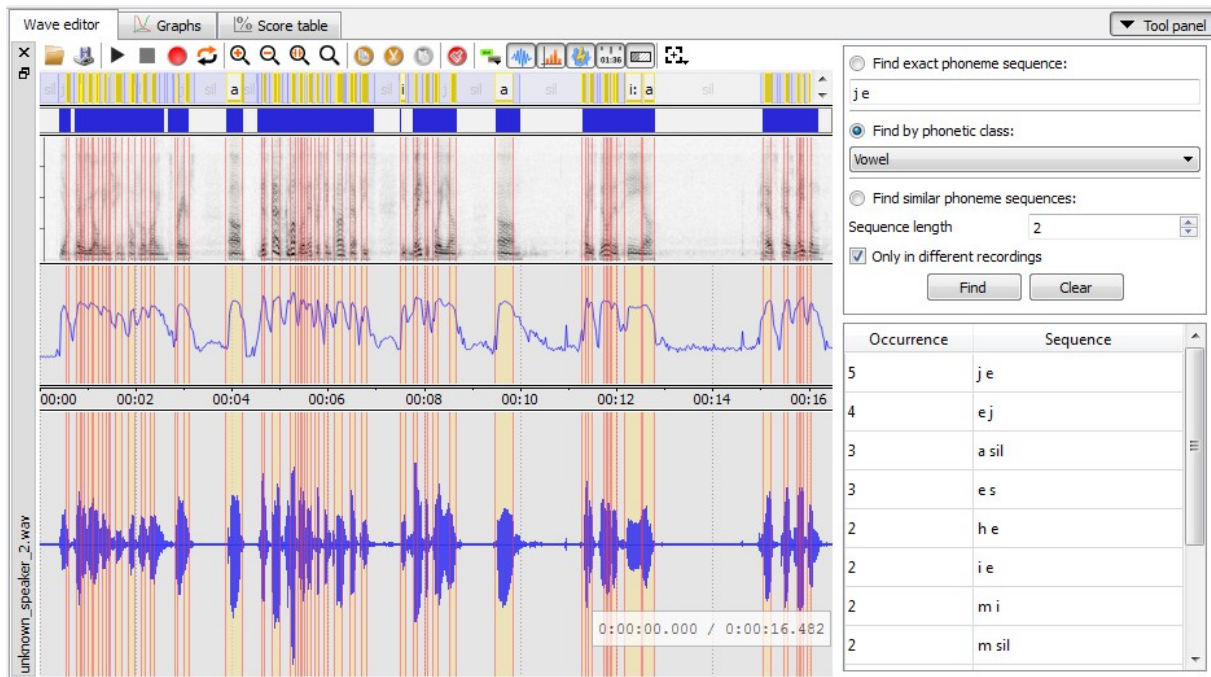 Wave editor
Graphs
Score table
Tool panel
01:36
sil
j
sil
a
sil
sil
i
j
sil
a
sil
i: a
sil
00:00 00:02 00:04 00:06 00:08 00:10 00:12 00:14 00:16
0:00:00.000 / 0:00:16.482
unknown_speaker_2.wav
Find exact phoneme sequence:
j e
Find by phonetic class:
Vowel
Find similar phoneme sequences:
Sequence length 2
Only in different recordings
Find Clear
Occurrence Sequence
5 j e
4 e j
3 a sil
3 e s
2 h e
2 i e
2 m i
2 m sil